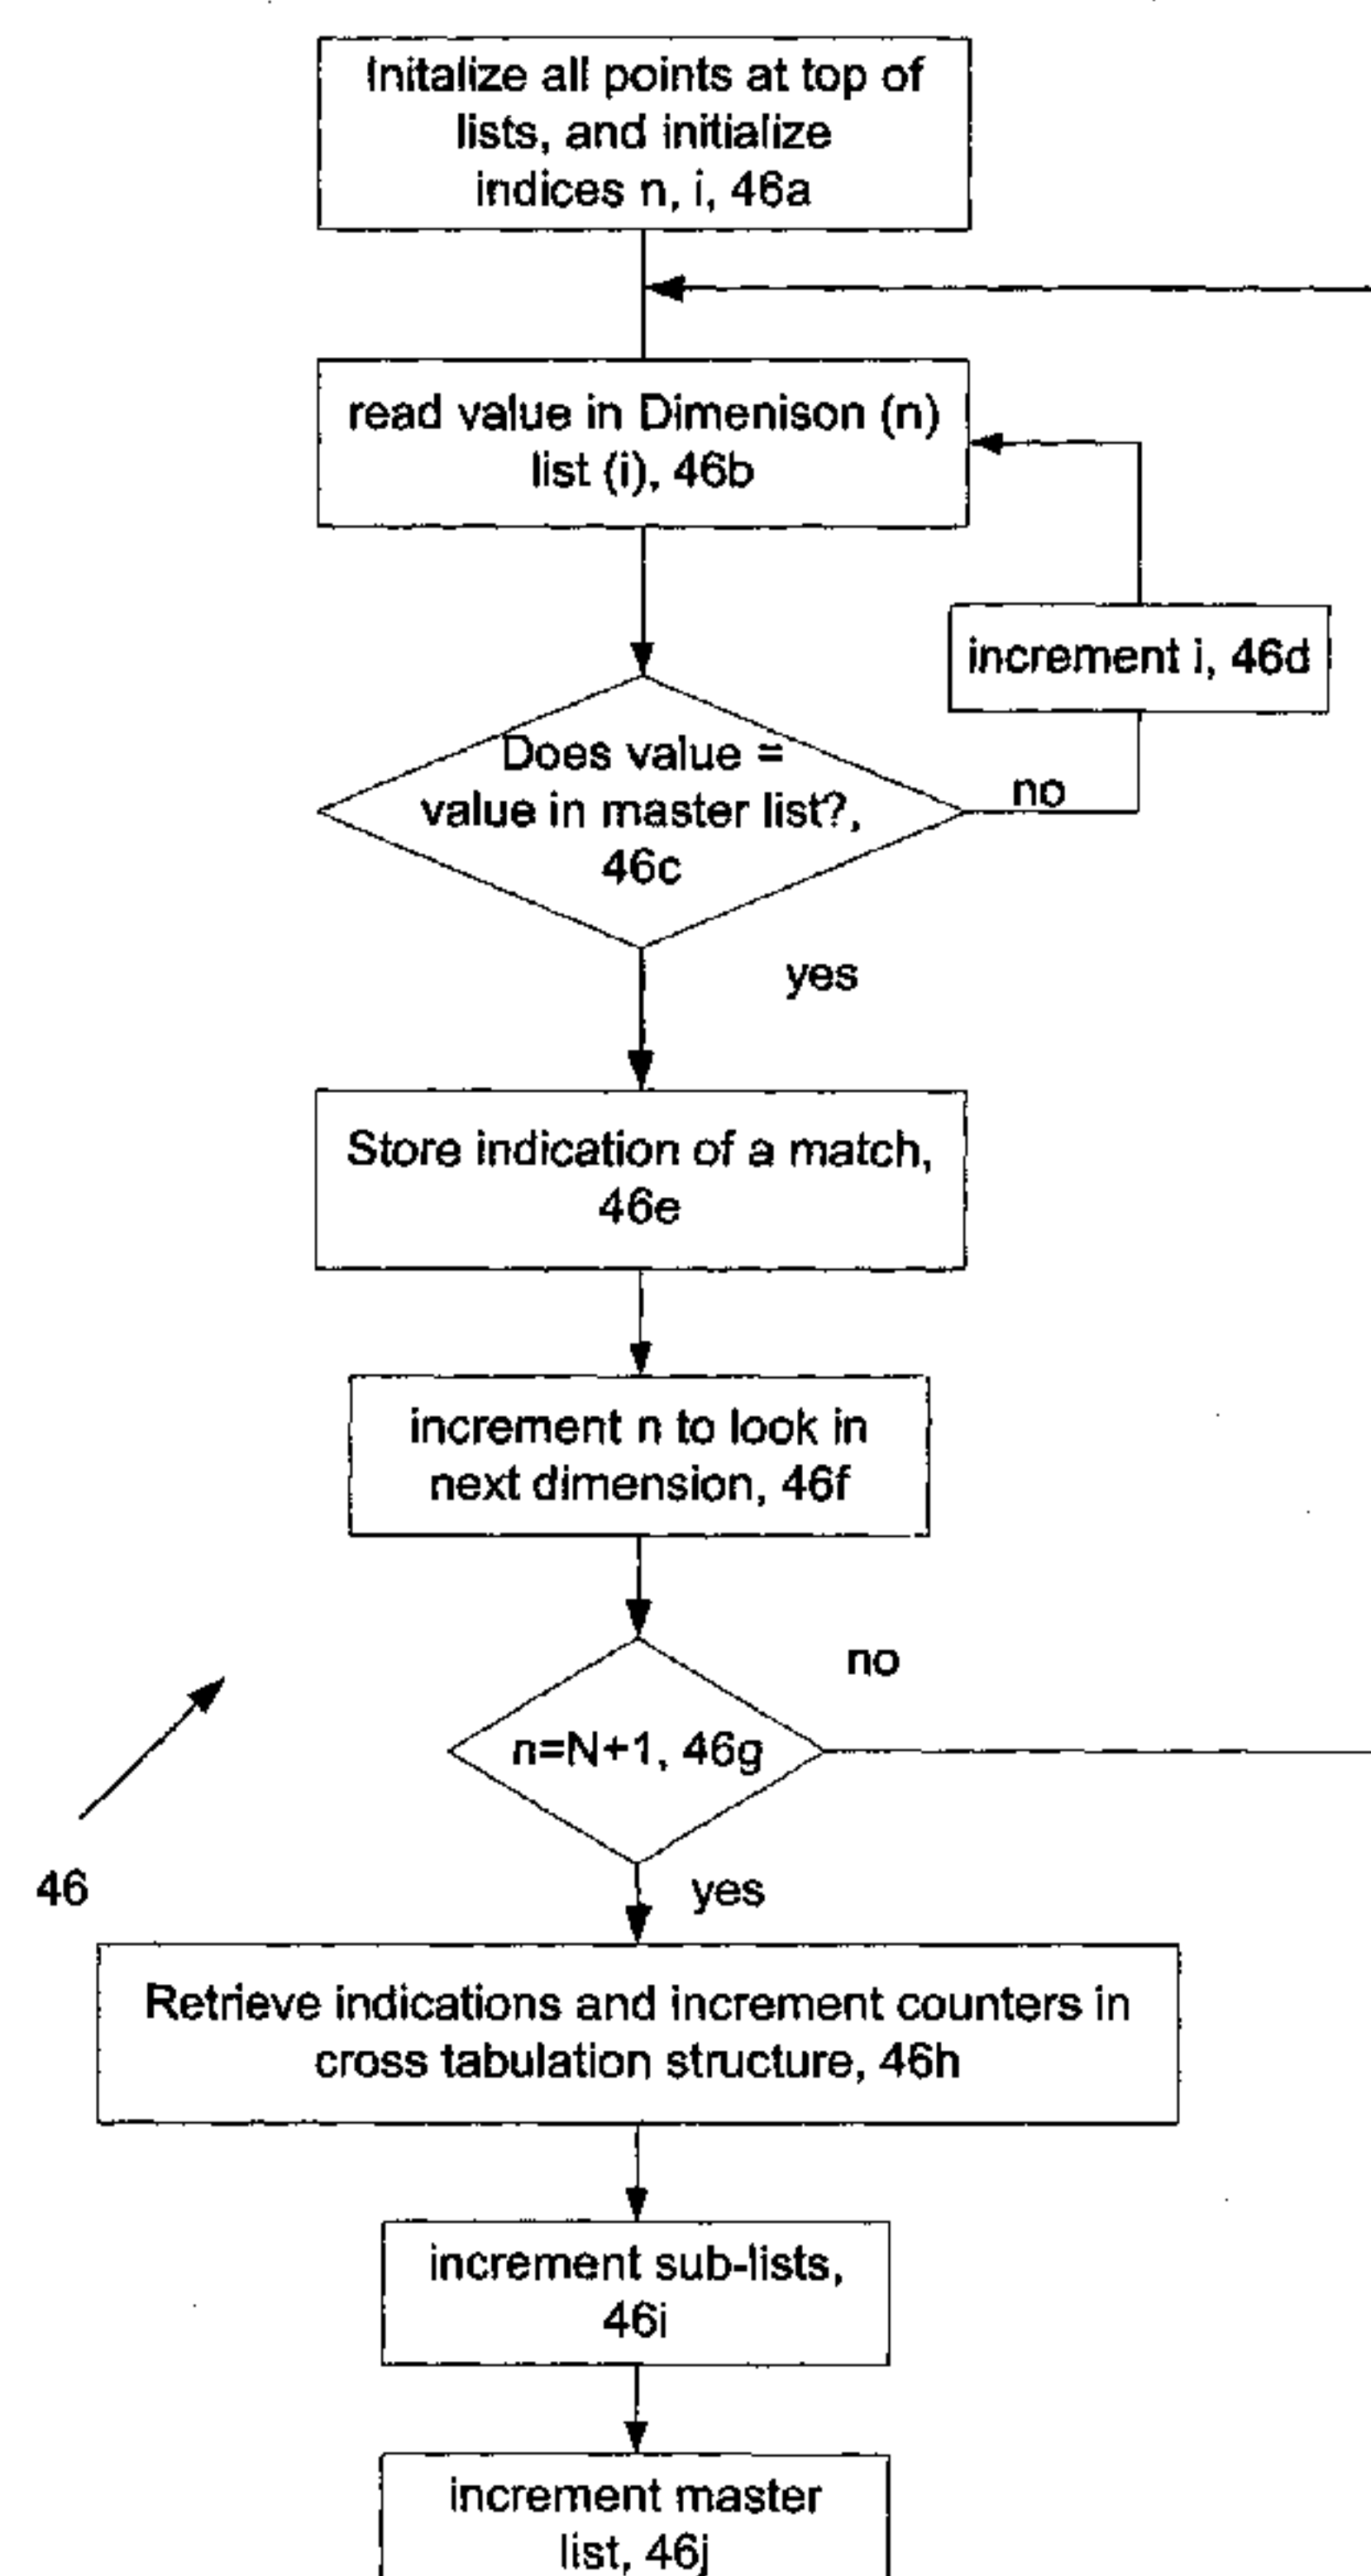 Initalize all points at top of
lists, and initialize
indices n, i, 46a
read value in Dimenison (n)
list (i), 46b
increment i, 46d
Does value =
value in master list?,
46c
no
yes
Store indication of a match,
46e
increment n to look in
next dimension, 46f
no
n=N+1, 46g
46
yes
Retrieve indications and increment counters in
cross tabulation structure, 46h
increment sub-lists,
46i
increment master
list, 46j